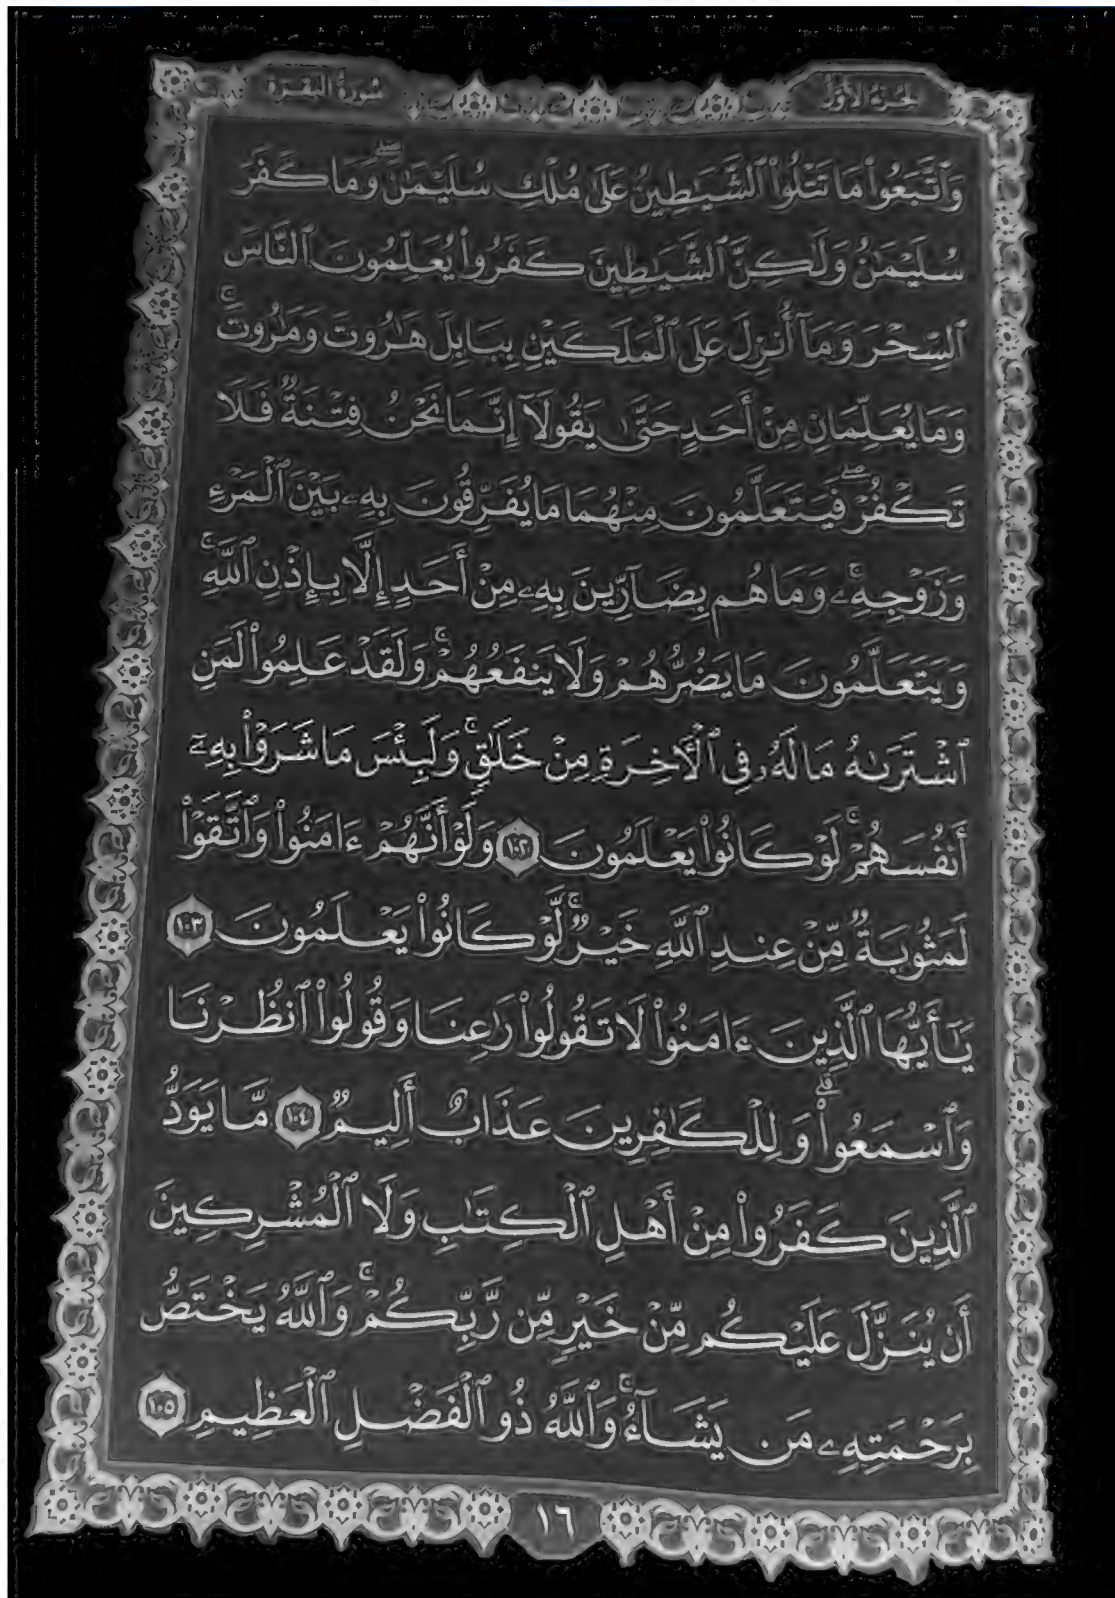 الجزء الأول
سورة البقرة
وَٱتَّبَعُوا۟ مَا تَتْلُوا۟ ٱلشَّيَٰطِينُ عَلَىٰ مُلْكِ سُلَيْمَٰنَ ۖ وَمَا كَفَرَ
سُلَيْمَٰنُ وَلَٰكِنَّ ٱلشَّيَٰطِينَ كَفَرُوا۟ يُعَلِّمُونَ ٱلنَّاسَ
ٱلسِّحْرَ وَمَآ أُنزِلَ عَلَى ٱلْمَلَكَيْنِ بِبَابِلَ هَٰرُوتَ وَمَٰرُوتَ ۚ
وَمَا يُعَلِّمَانِ مِنْ أَحَدٍ حَتَّىٰ يَقُولَآ إِنَّمَا نَحْنُ فِتْنَةٌ فَلَا
تَكْفُرْ ۖ فَيَتَعَلَّمُونَ مِنْهُمَا مَا يُفَرِّقُونَ بِهِۦ بَيْنَ ٱلْمَرْءِ
وَزَوْجِهِۦ ۚ وَمَا هُم بِضَآرِّينَ بِهِۦ مِنْ أَحَدٍ إِلَّا بِإِذْنِ ٱللَّهِ ۚ
وَيَتَعَلَّمُونَ مَا يَضُرُّهُمْ وَلَا يَنفَعُهُمْ ۚ وَلَقَدْ عَلِمُوا۟ لَمَنِ
ٱشْتَرَىٰهُ مَا لَهُۥ فِى ٱلْءَاخِرَةِ مِنْ خَلَٰقٍ ۚ وَلَبِئْسَ مَا شَرَوْا۟ بِهِۦٓ
أَنفُسَهُمْ ۚ لَوْ كَانُوا۟ يَعْلَمُونَ ١٠٢ وَلَوْ أَنَّهُمْ ءَامَنُوا۟ وَٱتَّقَوْا۟
لَمَثُوبَةٌ مِّنْ عِندِ ٱللَّهِ خَيْرٌ ۚ لَّوْ كَانُوا۟ يَعْلَمُونَ ١٠٣
يَٰٓأَيُّهَا ٱلَّذِينَ ءَامَنُوا۟ لَا تَقُولُوا۟ رَٰعِنَا وَقُولُوا۟ ٱنظُرْنَا
وَٱسْمَعُوا۟ ۗ وَلِلْكَٰفِرِينَ عَذَابٌ أَلِيمٌ ١٠٤ مَّا يَوَدُّ
ٱلَّذِينَ كَفَرُوا۟ مِنْ أَهْلِ ٱلْكِتَٰبِ وَلَا ٱلْمُشْرِكِينَ
أَن يُنَزَّلَ عَلَيْكُم مِّنْ خَيْرٍ مِّن رَّبِّكُمْ ۚ وَٱللَّهُ يَخْتَصُّ
بِرَحْمَتِهِۦ مَن يَشَآءُ ۚ وَٱللَّهُ ذُو ٱلْفَضْلِ ٱلْعَظِيمِ ١٠٥
١٦